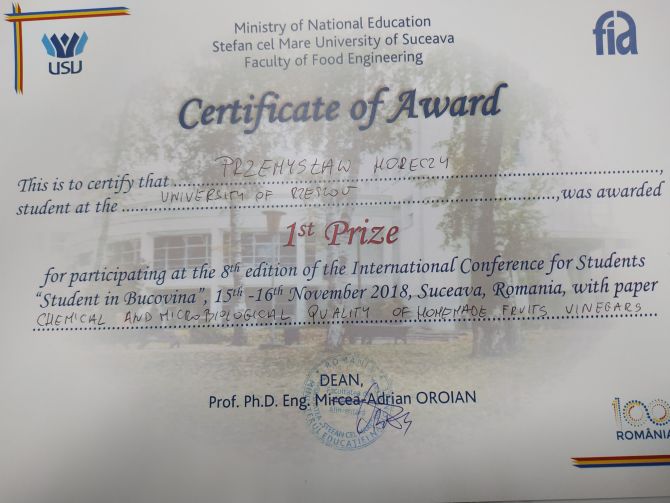 Ministry of National Education
Stefan cel Mare University of Suceava
Faculty of Food Engineering
USV
fia
Certificate of Award
This is to certify that PRZEMYSŁAW
student at the UNIVERSITY OF RZESZOW, was awarded
1st Prize
for participating at the 8th edition of the International Conference for Students
"Student in Bucovina", 15th -16th November 2018, Suceava, Romania, with paper
CHEMICAL AND MICROBIOLOGICAL QUALITY OF HOMEMADE FRUITS VINEGARS
DEAN,
Prof. Ph.D. Eng. Mircea-Adrian OROIAN
100
ROMÂNIA